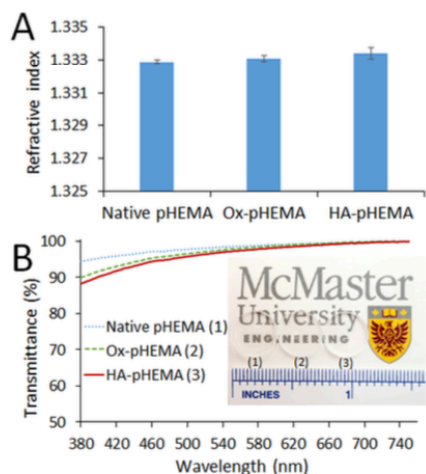 A
Refractive index
1.335
1.333
1.331
1.329
1.327
1.325
Native pHEMA
Ox-pHEMA
HA-pHEMA
B
Transmittance (%)
100
90
80
70
60
50
Native pHEMA (1)
Ox-pHEMA (2)
HA-pHEMA (3)
McMaster
University
ENGINEERING
(1) (2) (3)
INCHES 1
380 420 460 500 540 580 620 660 700 740
Wavelength (nm)